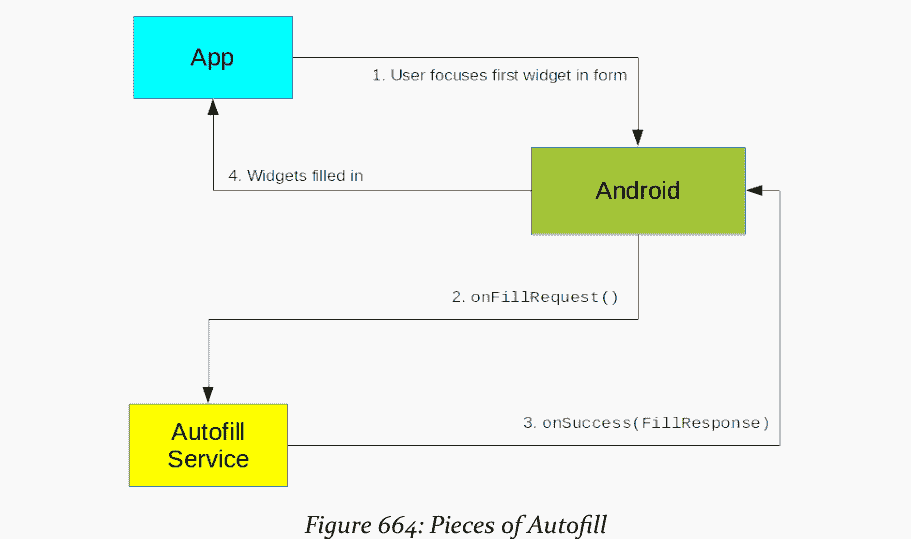 App
1. User focuses first widget in form
4. Widgets filled in
Android
2. onFillRequest()
3. onSuccess(FillResponse)
Autofill
Service
Figure 664: Pieces of Autofill